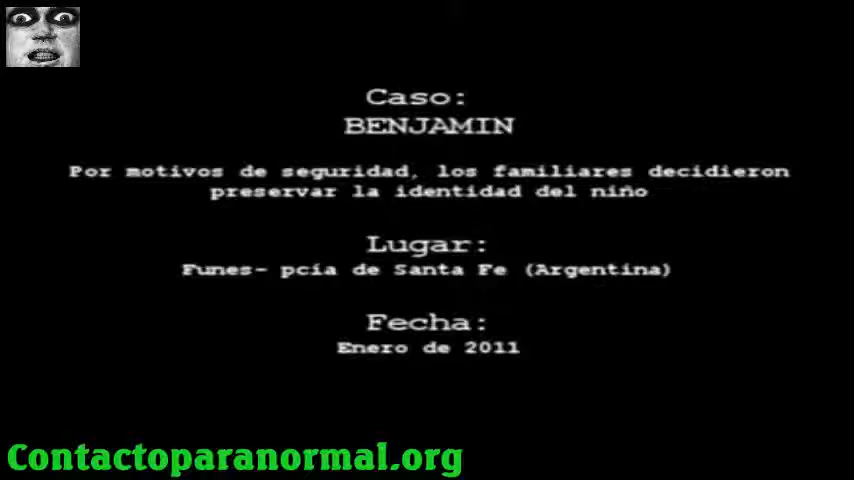 Caso:
BENJAMIN
Por motivos de seguridad, los familiares decidieron
preservar la identidad del niño
Lugar:
Funes- pcia de Santa Fe (Argentina)
Fecha:
Enero de 2011
Contactoparanormal.org